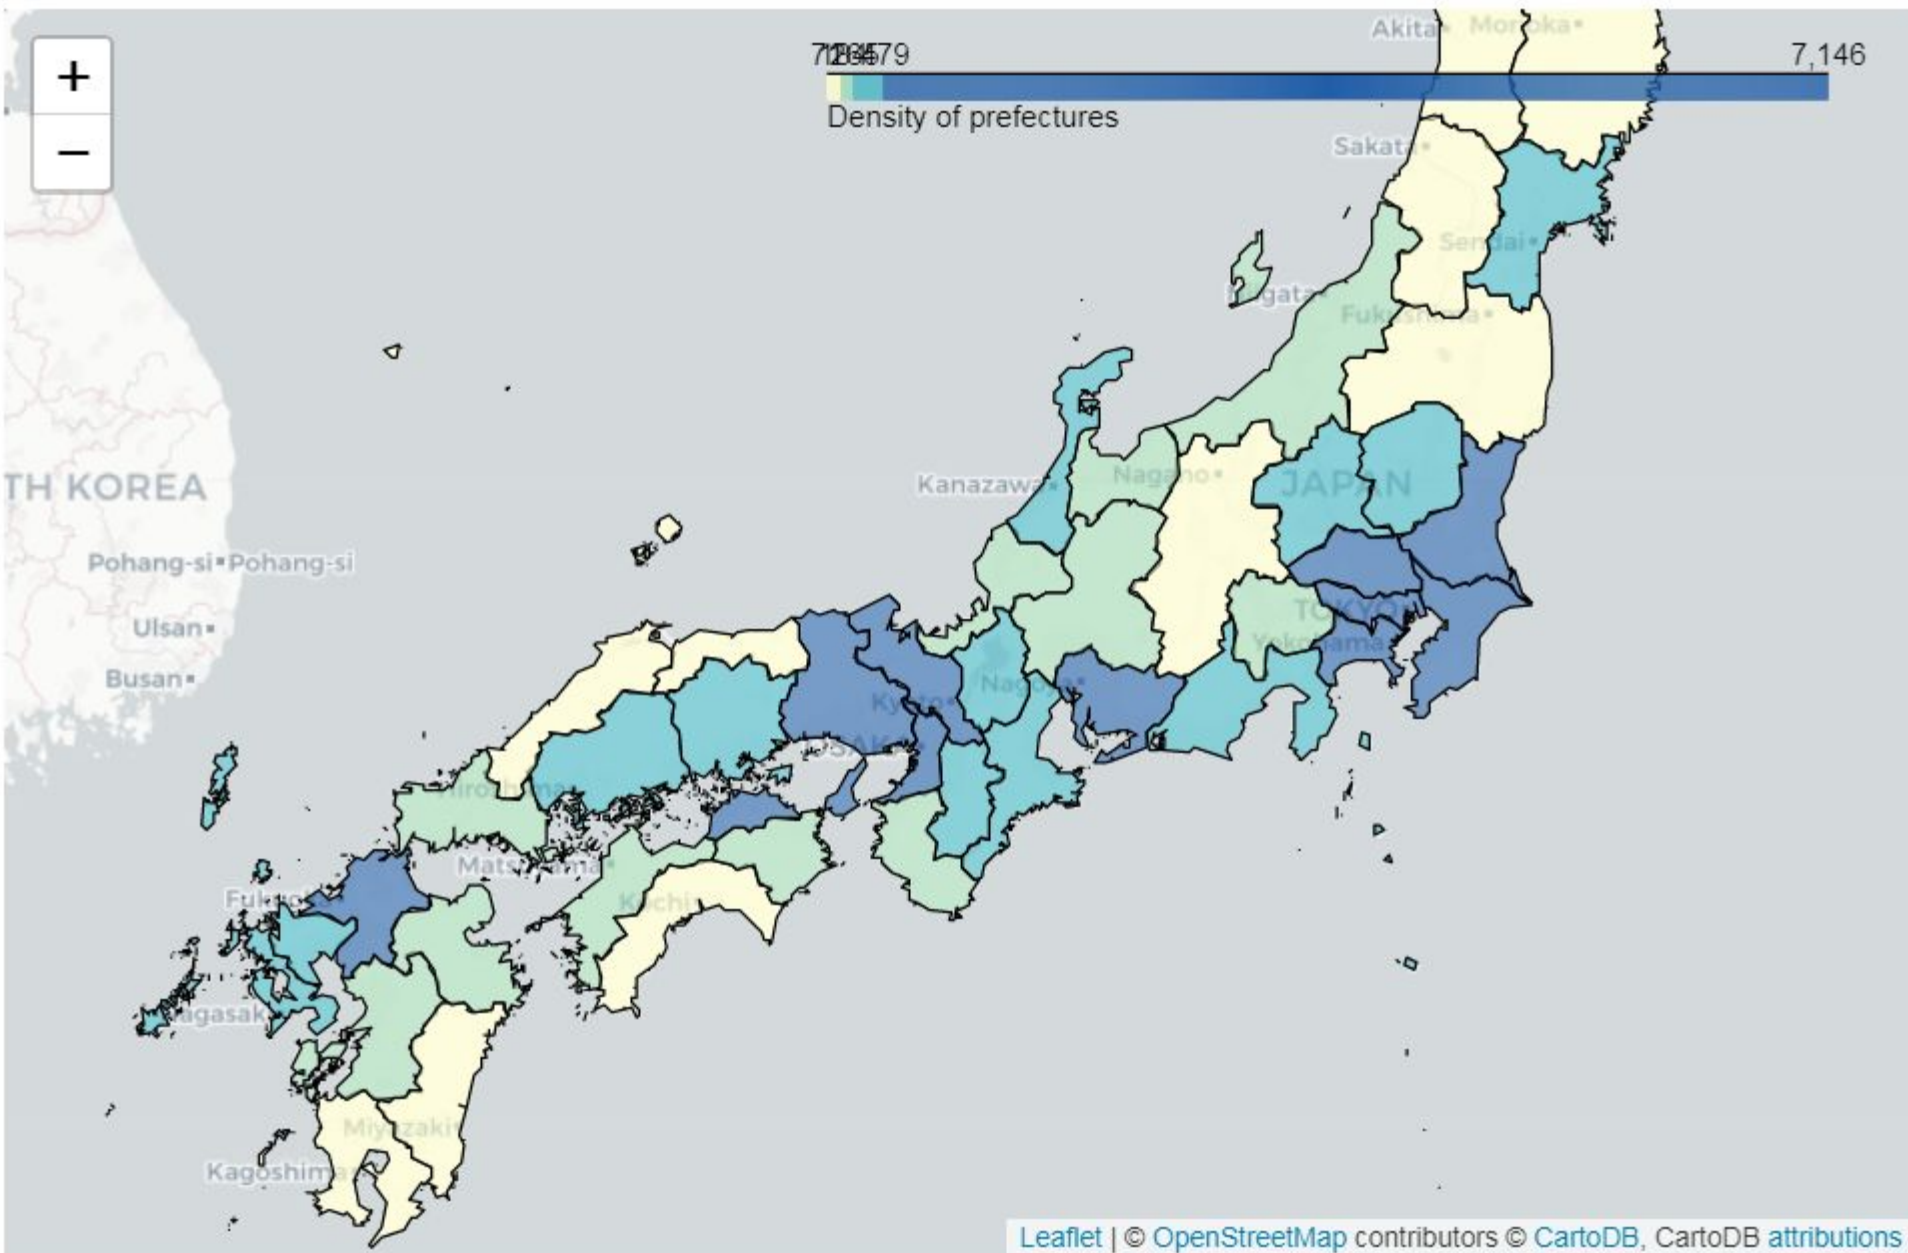 +
−
7,146
Density of prefectures
Akita
Morioka
Sakata
Sendai
Niigata
Fukushima
Nagano
JAPAN
Kanazawa
TH KOREA
Pohang-si Pohang-si
TOKYO
Yokohama
Ulsan
Busan
Nagoya
Kyoto
OSAKA
Hiroshima
Matsuyama
Fukuoka
Kochi
Nagasaki
Miyazaki
Kagoshima
Leaflet | © OpenStreetMap contributors © CartoDB, CartoDB attributions